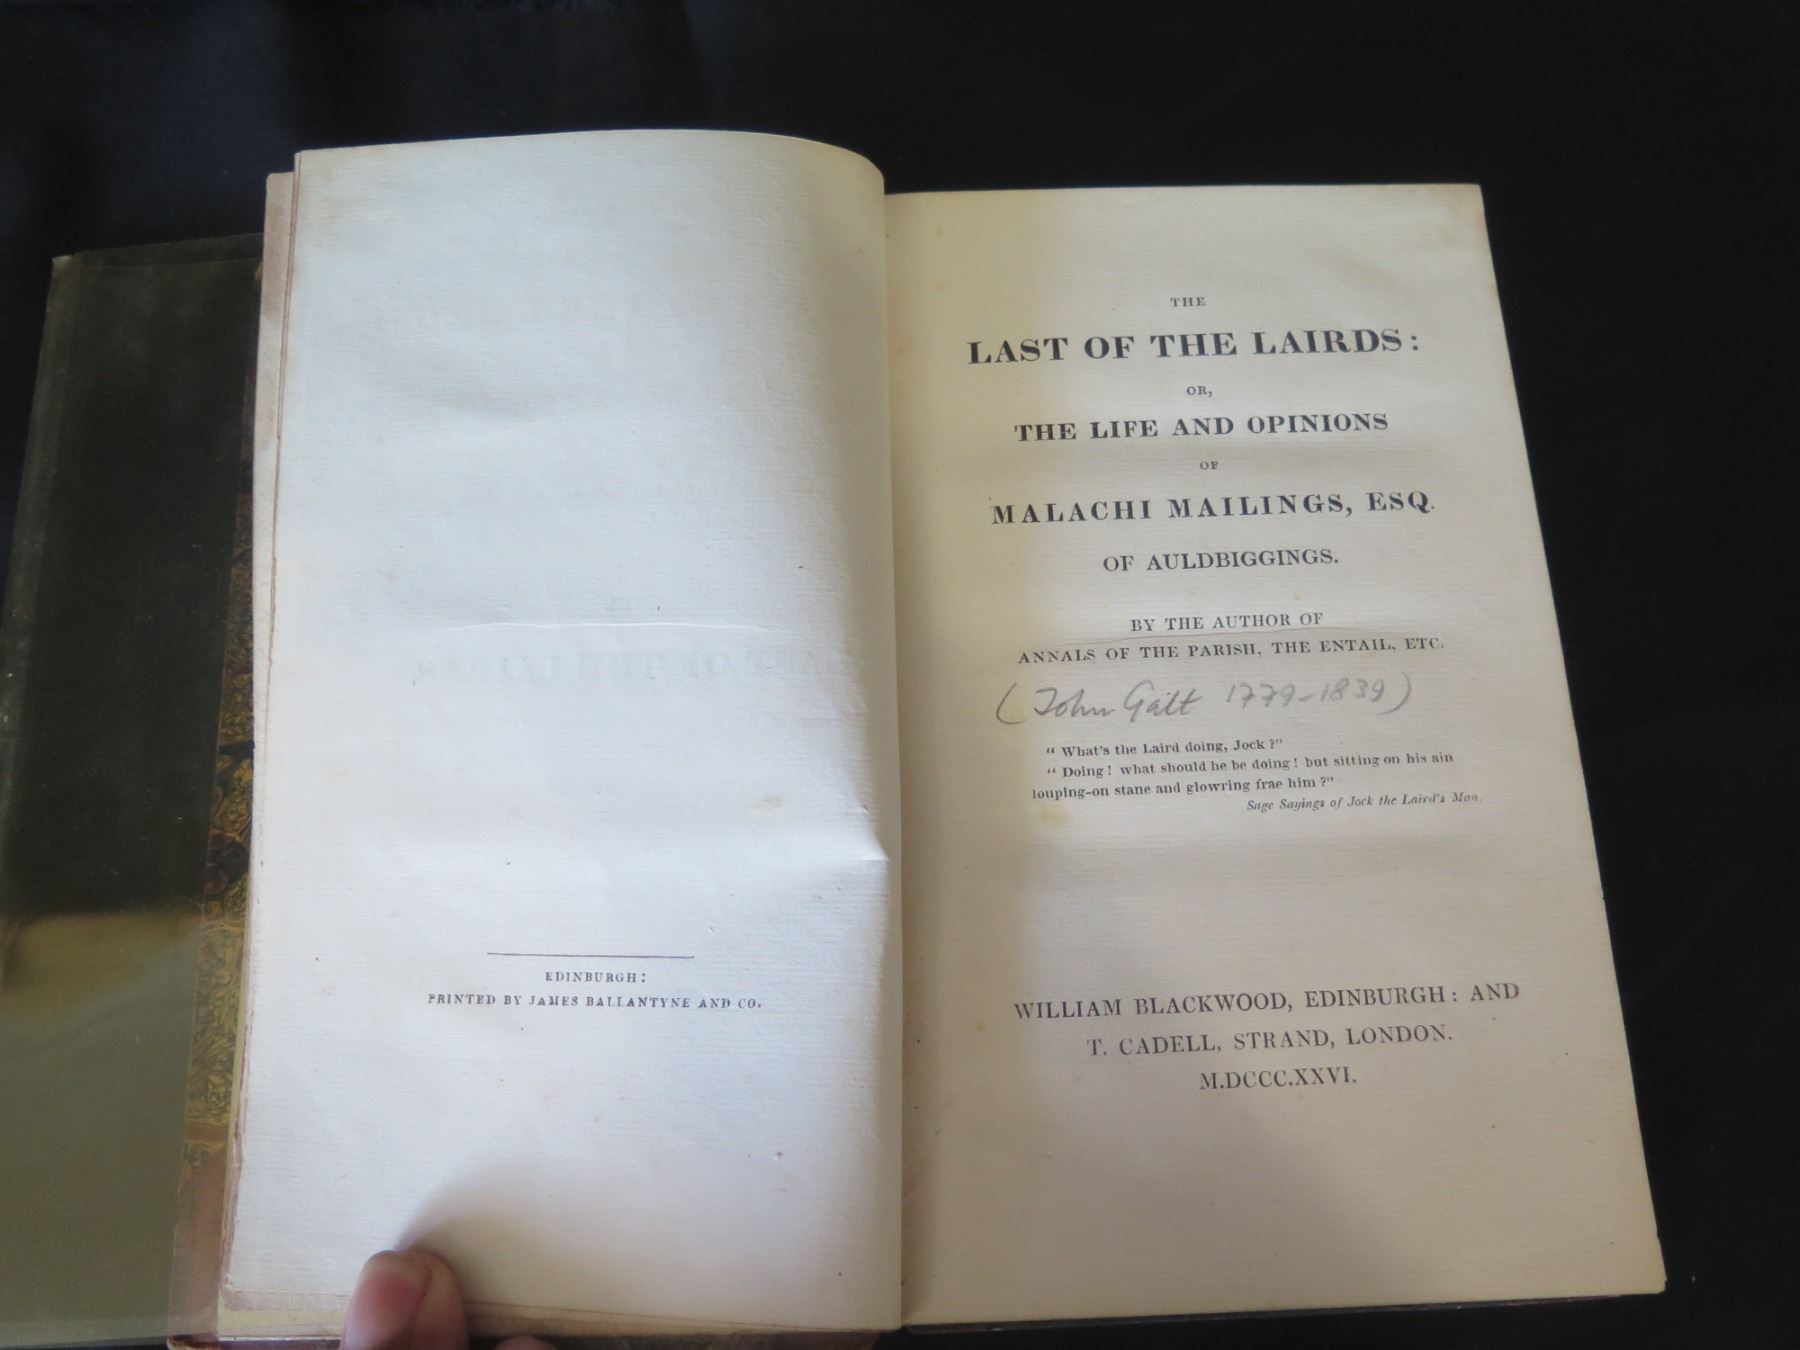 EDINBURGH:
PRINTED BY JAMES BALLANTYNE AND CO.
THE
LAST OF THE LAIRDS:
OR,
THE LIFE AND OPINIONS
OF
MALACHI MAILINGS, ESQ.
OF AULDBIGGINGS.
BY THE AUTHOR OF
ANNALS OF THE PARISH, THE ENTAIL, ETC.
(John Galt 1779-1839)
“ What's the Laird doing, Jock ?”
“ Doing ! what should he be doing ! but sitting on his ain
louping-on stane and glowring frae him ?”
Sage Sayings of Jock the Laird's Man.
WILLIAM BLACKWOOD, EDINBURGH: AND
T. CADELL, STRAND, LONDON.
M.DCCC.XXVI.